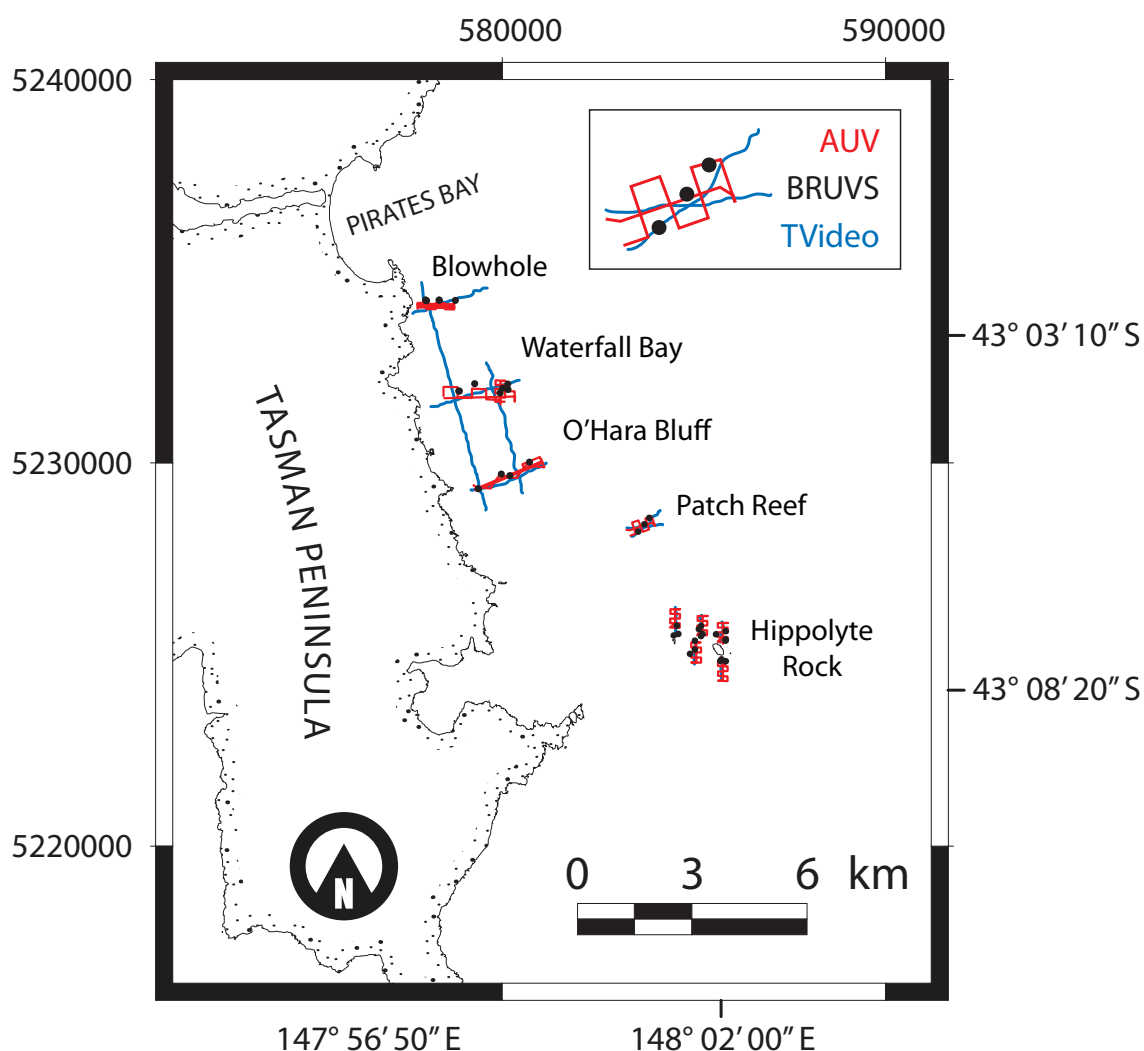 580000
590000
5240000
AUV
BRUVS
TVideo
PIRATES BAY
Blowhole
43° 03′ 10″ S
Waterfall Bay
O'Hara Bluff
5230000
Patch Reef
TASMAN PENINSULA
Hippolyte
Rock
43° 08′ 20″ S
5220000
0 3 6 km
N
147° 56′ 50″ E
148° 02′ 00″ E